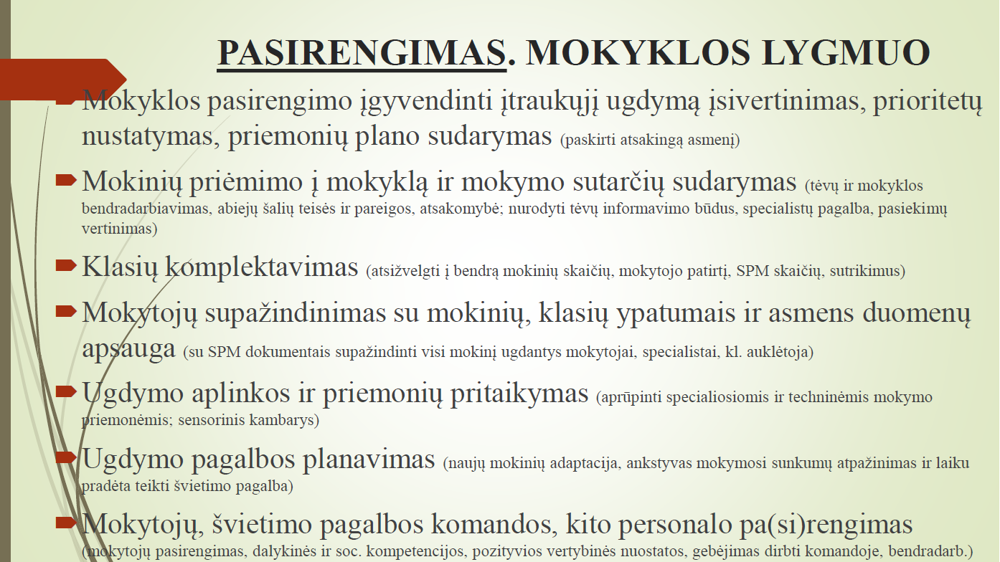 PASIRENGIMAS. MOKYKLOS LYGMUO
Mokyklos pasirengimo įgyvendinti įtraukųjį ugdymą įsivertinimas, prioritetų
nustatymas, priemonių plano sudarymas (paskirti atsakingą asmenį)
Mokinių priėmimo į mokyklą ir mokymo sutarčių sudarymas (tėvų ir mokyklos
bendradarbiavimas, abiejų šalių teisės ir pareigos, atsakomybė; nurodyti tėvų informavimo būdus, specialistų pagalba, pasiekimų
vertinimas)
Klasių komplektavimas (atsižvelgti į bendrą mokinių skaičių, mokytojo patirtį, SPM skaičių, sutrikimus)
Mokytojų supažindinimas su mokinių, klasių ypatumais ir asmens duomenų
apsauga (su SPM dokumentais supažindinti visi mokinį ugdantys mokytojai, specialistai, kl. auklėtoja)
Ugdymo aplinkos ir priemonių pritaikymas (aprūpinti specialiosiomis ir techninėmis mokymo
priemonėmis; sensorinis kambarys)
Ugdymo pagalbos planavimas (naujų mokinių adaptacija, ankstyvas mokymosi sunkumų atpažinimas ir laiku
pradėta teikti švietimo pagalba)
Mokytojų, švietimo pagalbos komandos, kito personalo pa(si)rengimas
(mokytojų pasirengimas, dalykinės ir soc. kompetencijos, pozityvios vertybinės nuostatos, gebėjimas dirbti komandoje, bendradarb.)